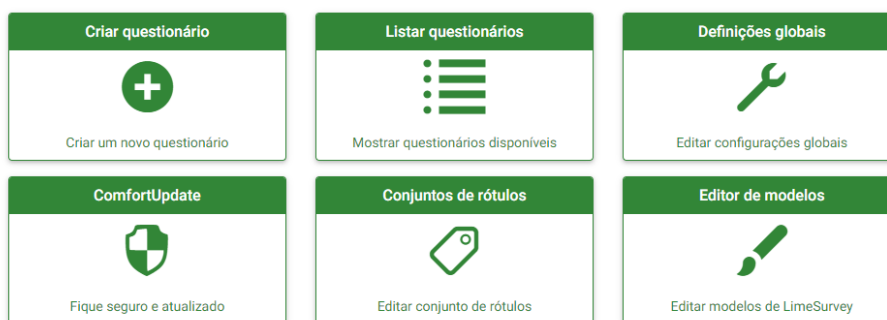 Criar questionário
Listar questionários
Definições globais
Criar um novo questionário
Mostrar questionários disponíveis
Editar configurações globais
ComfortUpdate
Conjuntos de rótulos
Editor de modelos
Fique seguro e atualizado
Editar conjunto de rótulos
Editar modelos de LimeSurvey